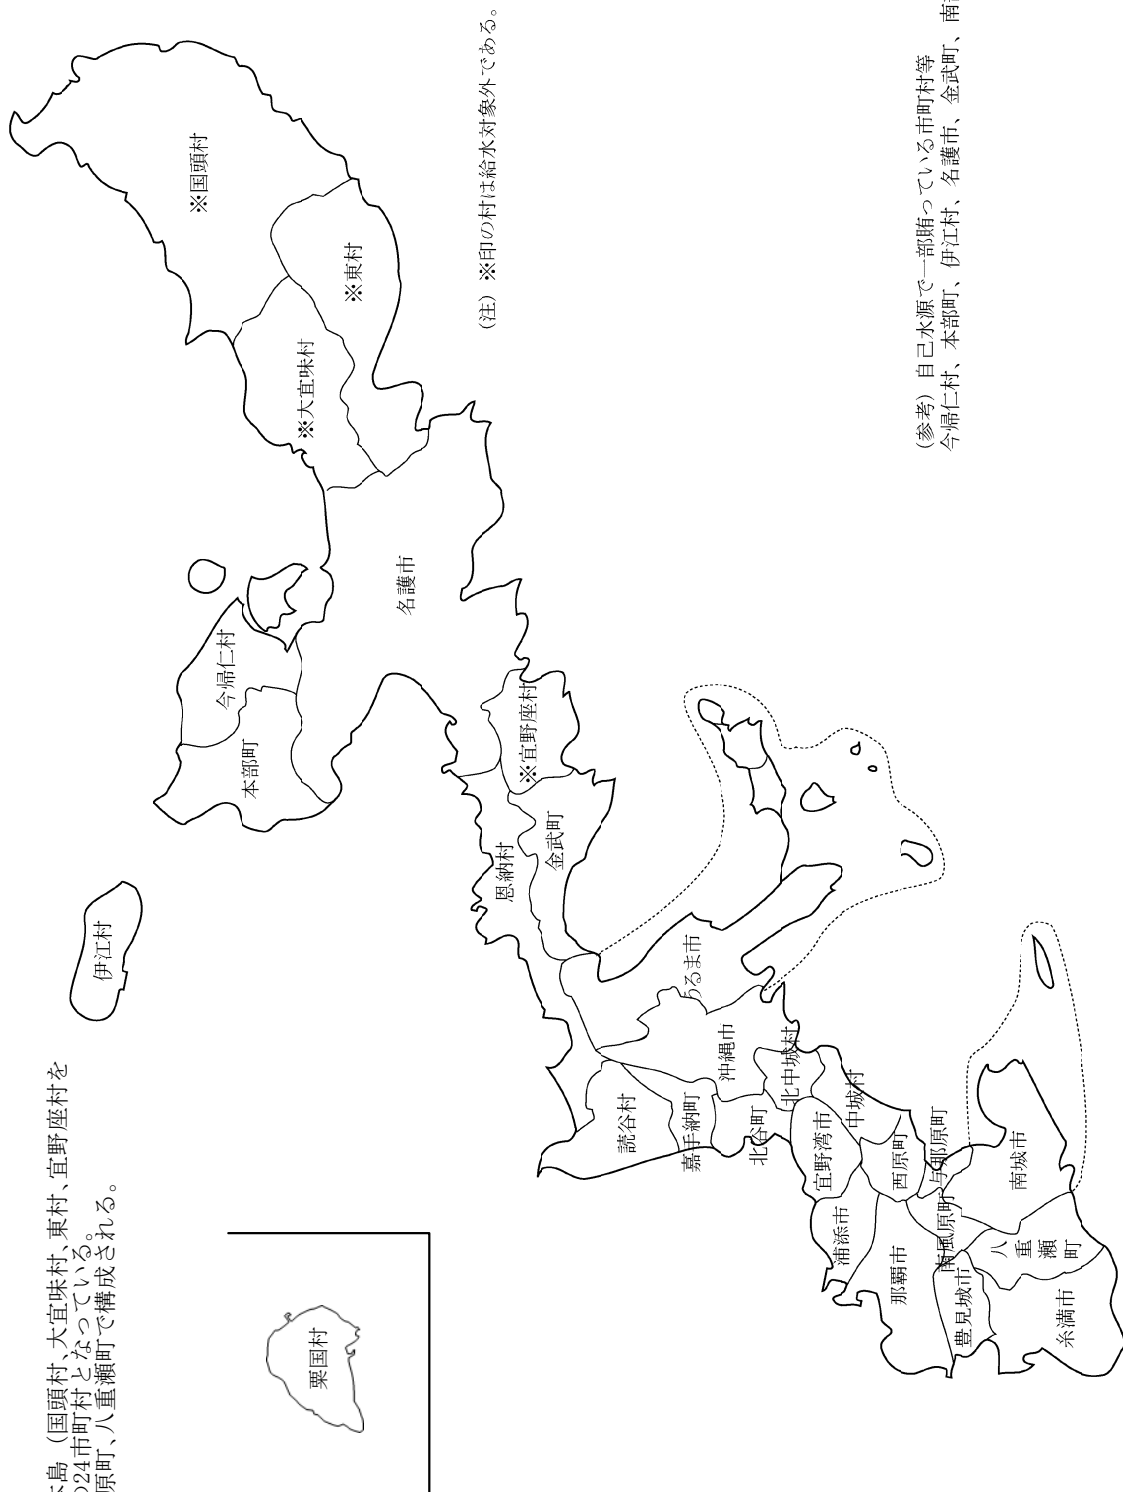 本島（国頭村、大宜味村、東村、宜野座村を
の24市町村となっている。
原町、八重瀬町で構成される。
伊江村
粟国村
※国頭村
※東村
※大宜味村
名護市
今帰仁村
本部町
※宜野座村
恩納村
金武町
うるま市
沖縄市
読谷村
嘉手納町
北谷町
北中城村
中城村
宜野湾市
西原町
浦添市
与那原町
那覇市
南風原町
南城市
豊見城市
八
重
瀬
町
糸満市
（注）※印の村は給水対象外である。
（参考）自己水源で一部賄っている市町村等
今帰仁村、本部町、伊江村、名護市、金武町、南